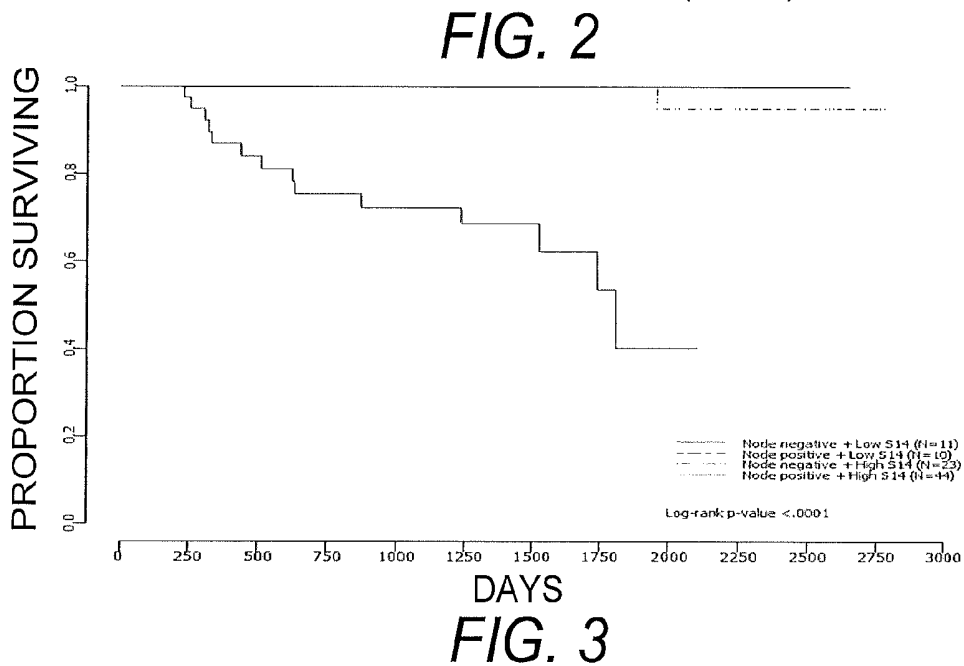 FIG. 2
PROPORTION SURVIVING
1,0
0,8
0,6
0,4
0,2
0,0
Node negative + Low S14 (N=11)
Node positive + Low S14 (N=10)
Node negative + High S14 (N=23)
Node positive + High S14 (N=44)
Log-rank p-value <.0001
0 250 500 750 1000 1250 1500 1750 2000 2250 2500 2750 3000
DAYS
FIG. 3